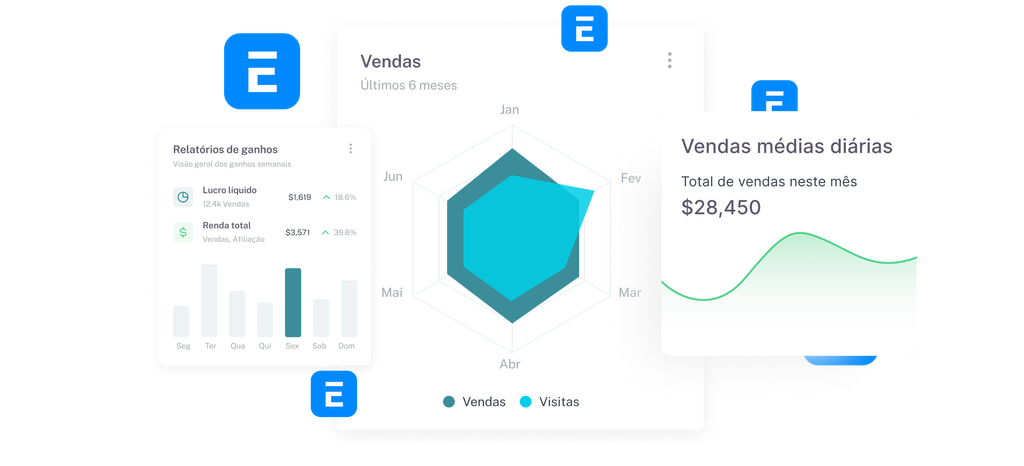 E
E
E
E
Relatórios de ganhos
Visão geral dos ganhos semanais
Lucro líquido
12.4k Vendas
$1,619
18.6%
Renda total
Vendas, Afiliação
$3,571
39.6%
Seg Ter Qua Qui Sex Sab Dom
Vendas
Últimos 6 meses
Jan
Jun
Fev
Mai
Mar
Abr
Vendas
Visitas
Vendas médias diárias
Total de vendas neste mês
$28,450